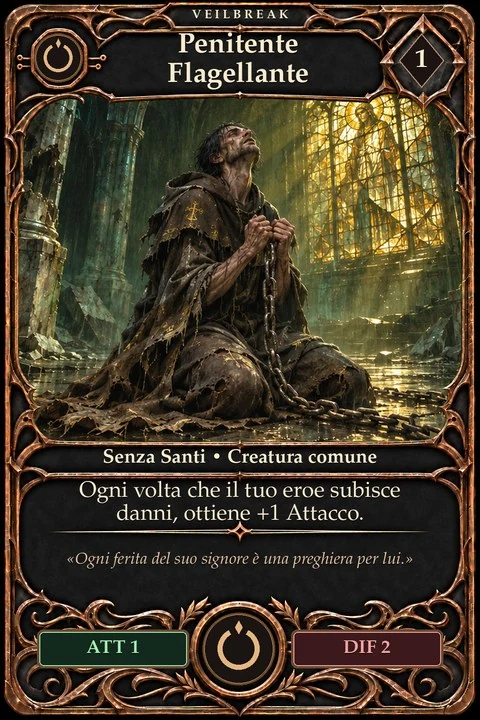 VEILBREAK
Penitente
Flagellante
1
Senza Santi • Creatura comune
Ogni volta che il tuo eroe subisce
danni, ottiene +1 Attacco.
«Ogni ferita del suo signore è una preghiera per lui.»
ATT 1
DIF 2